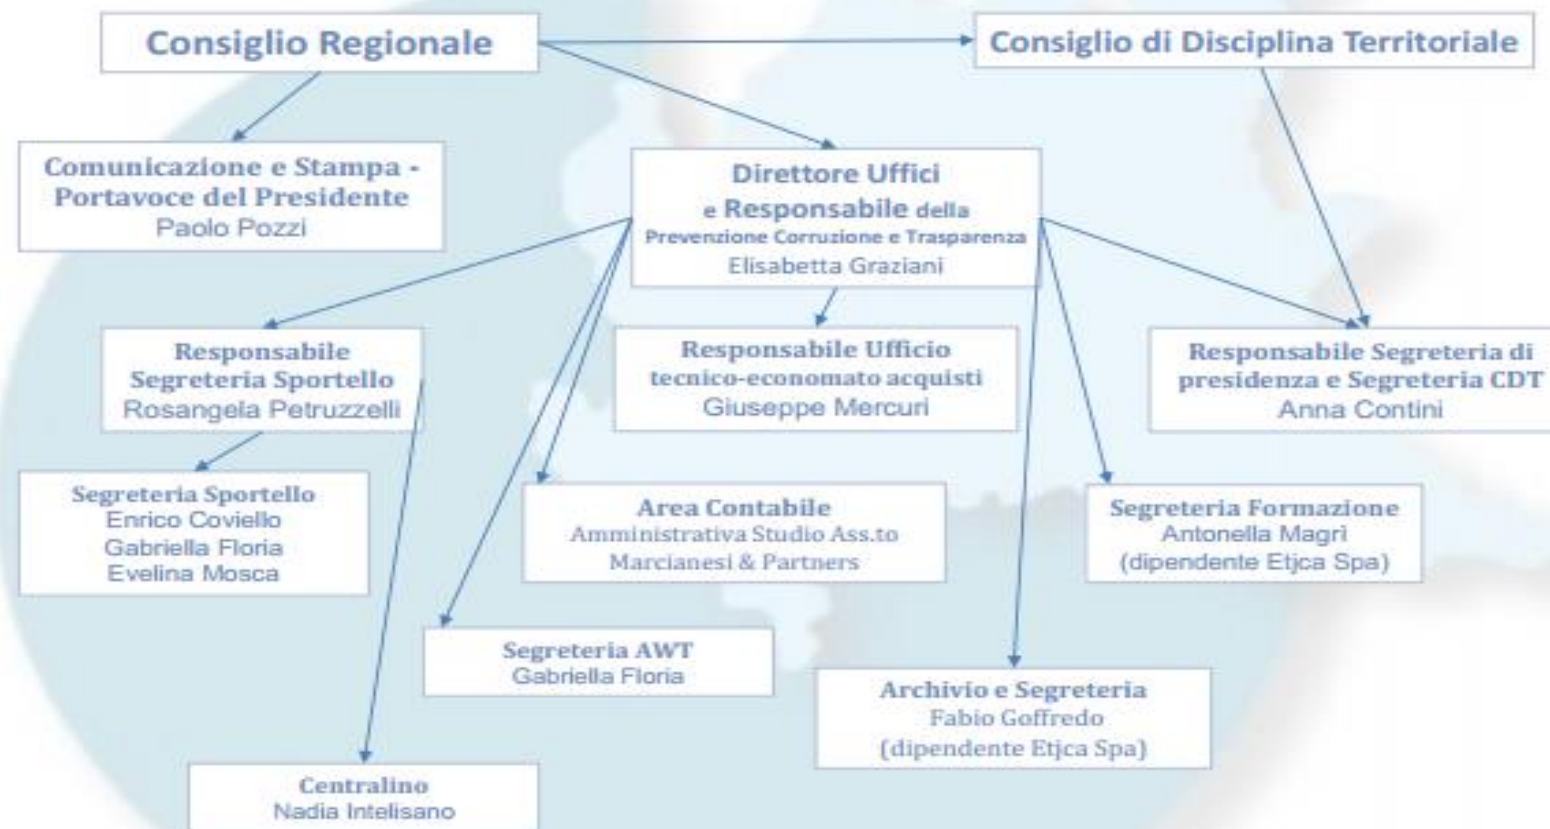 Consiglio Regionale
Consiglio di Disciplina Territoriale
Comunicazione e Stampa -
Portavoce del Presidente
Paolo Pozzi
Direttore Uffici
e Responsabile della
Prevenzione Corruzione e Trasparenza
Elisabetta Graziani
Responsabile
Segreteria Sportello
Rosangela Petruzzelli
Responsabile Ufficio
tecnico-economato acquisti
Giuseppe Mercuri
Responsabile Segreteria di
presidenza e Segreteria CDT
Anna Contini
Segreteria Sportello
Enrico Coviello
Gabriella Floria
Evelina Mosca
Area Contabile
Amministrativa Studio Ass.to
Marcianesi & Partners
Segreteria Formazione
Antonella Magrì
(dipendente Etjca Spa)
Segreteria AWT
Gabriella Floria
Archivio e Segreteria
Fabio Goffredo
(dipendente Etjca Spa)
Centralino
Nadia Intelisano